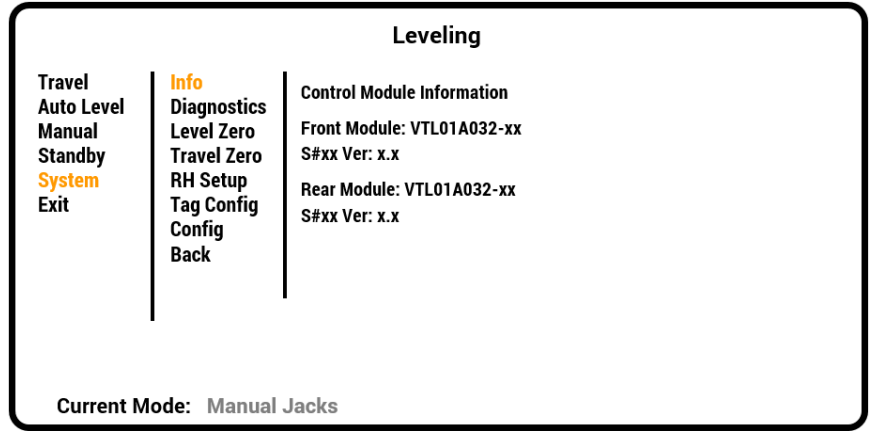 Leveling
Travel
Auto Level
Manual
Standby
System
Exit
Info
Diagnostics
Level Zero
Travel Zero
RH Setup
Tag Config
Config
Back
Control Module Information
Front Module: VTL01A032-xx
S#xx Ver: x.x
Rear Module: VTL01A032-xx
S#xx Ver: x.x
Current Mode: Manual Jacks